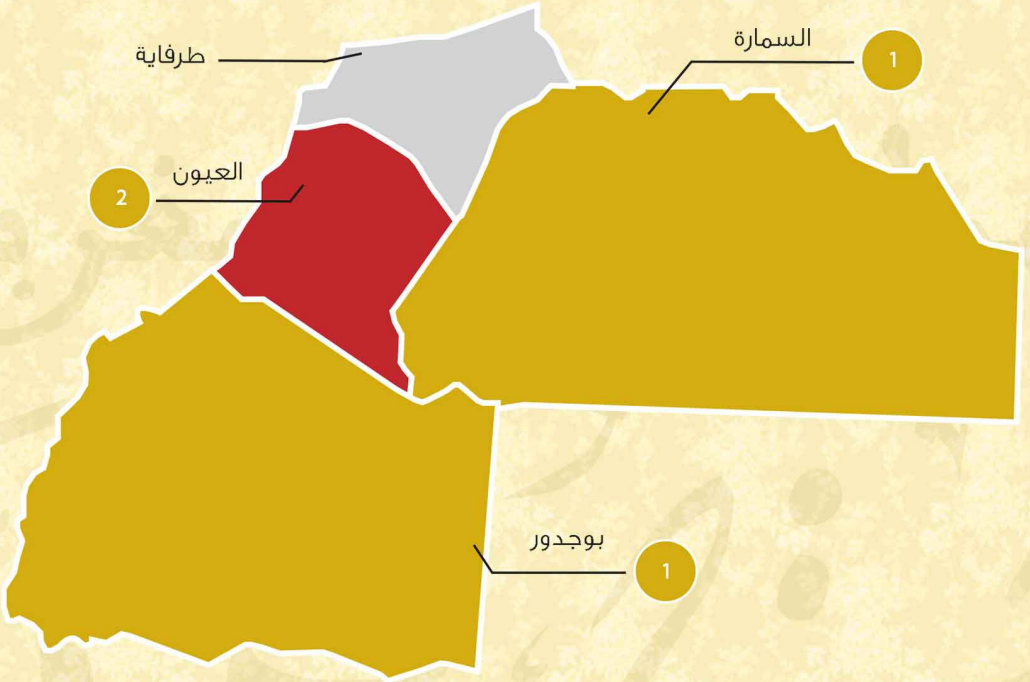 السمارة
1
طرفاية
العيون
2
بوجدور
1